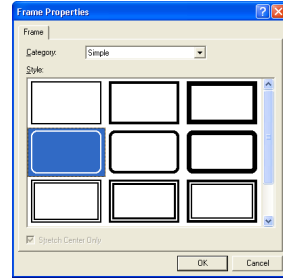 Frame Properties
Frame
Category: Simple
Style:
Stretch Center Only
OK Cancel